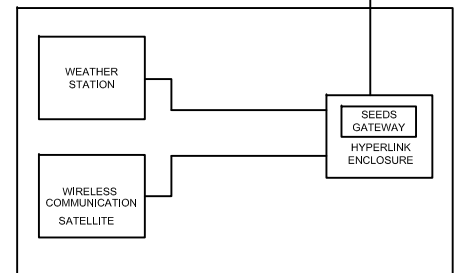 WEATHER
STATION
SEEDS
GATEWAY
HYPERLINK
ENCLOSURE
WIRELESS
COMMUNICATION
SATELLITE